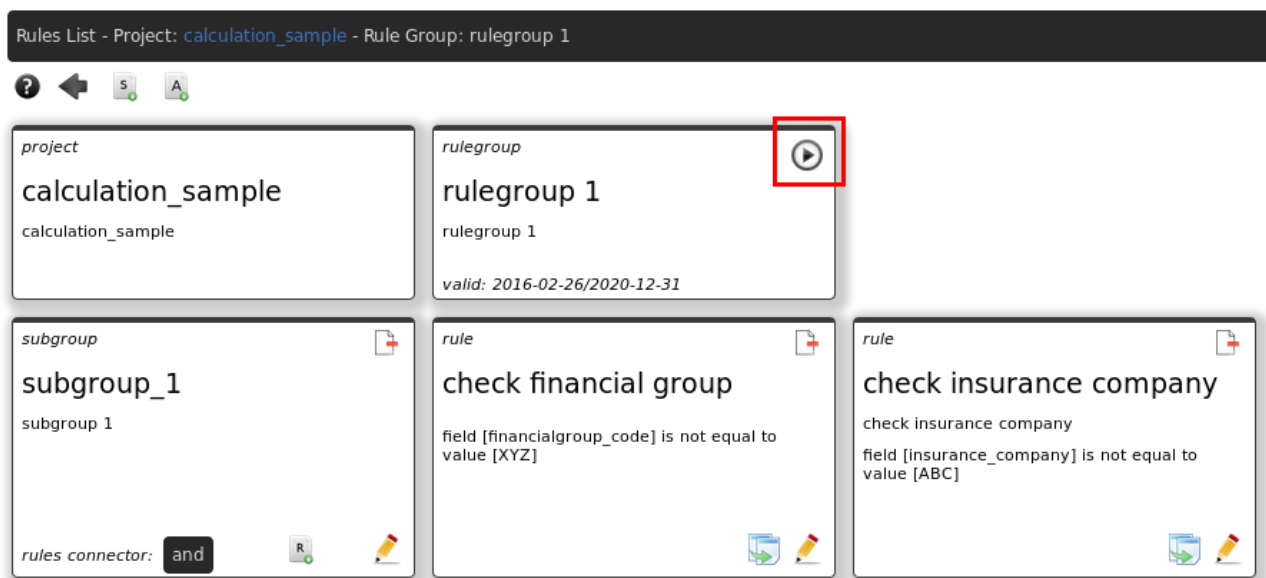 Rules List - Project: calculation_sample - Rule Group: rulegroup 1
?
S
A
project
calculation_sample
calculation_sample
rulegroup
rulegroup 1
rulegroup 1
valid: 2016-02-26/2020-12-31
subgroup
subgroup_1
subgroup 1
rules connector: and
R
rule
check financial group
field [financialgroup_code] is not equal to
value [XYZ]
rule
check insurance company
check insurance company
field [insurance_company] is not equal to
value [ABC]